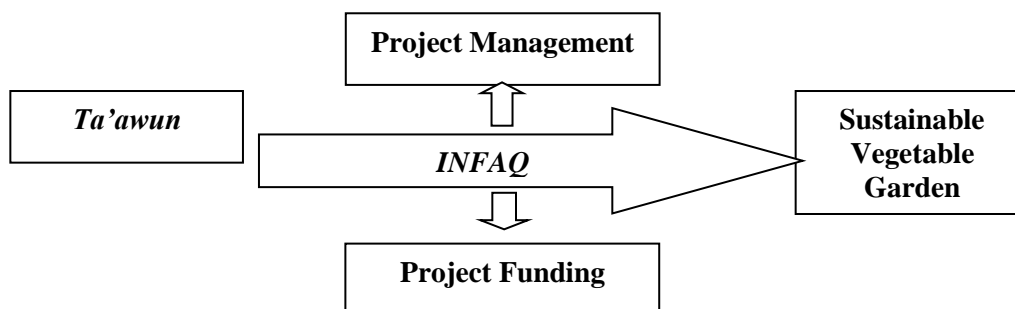 Project Management
Ta’awun
INFAQ
Sustainable
Vegetable
Garden
Project Funding